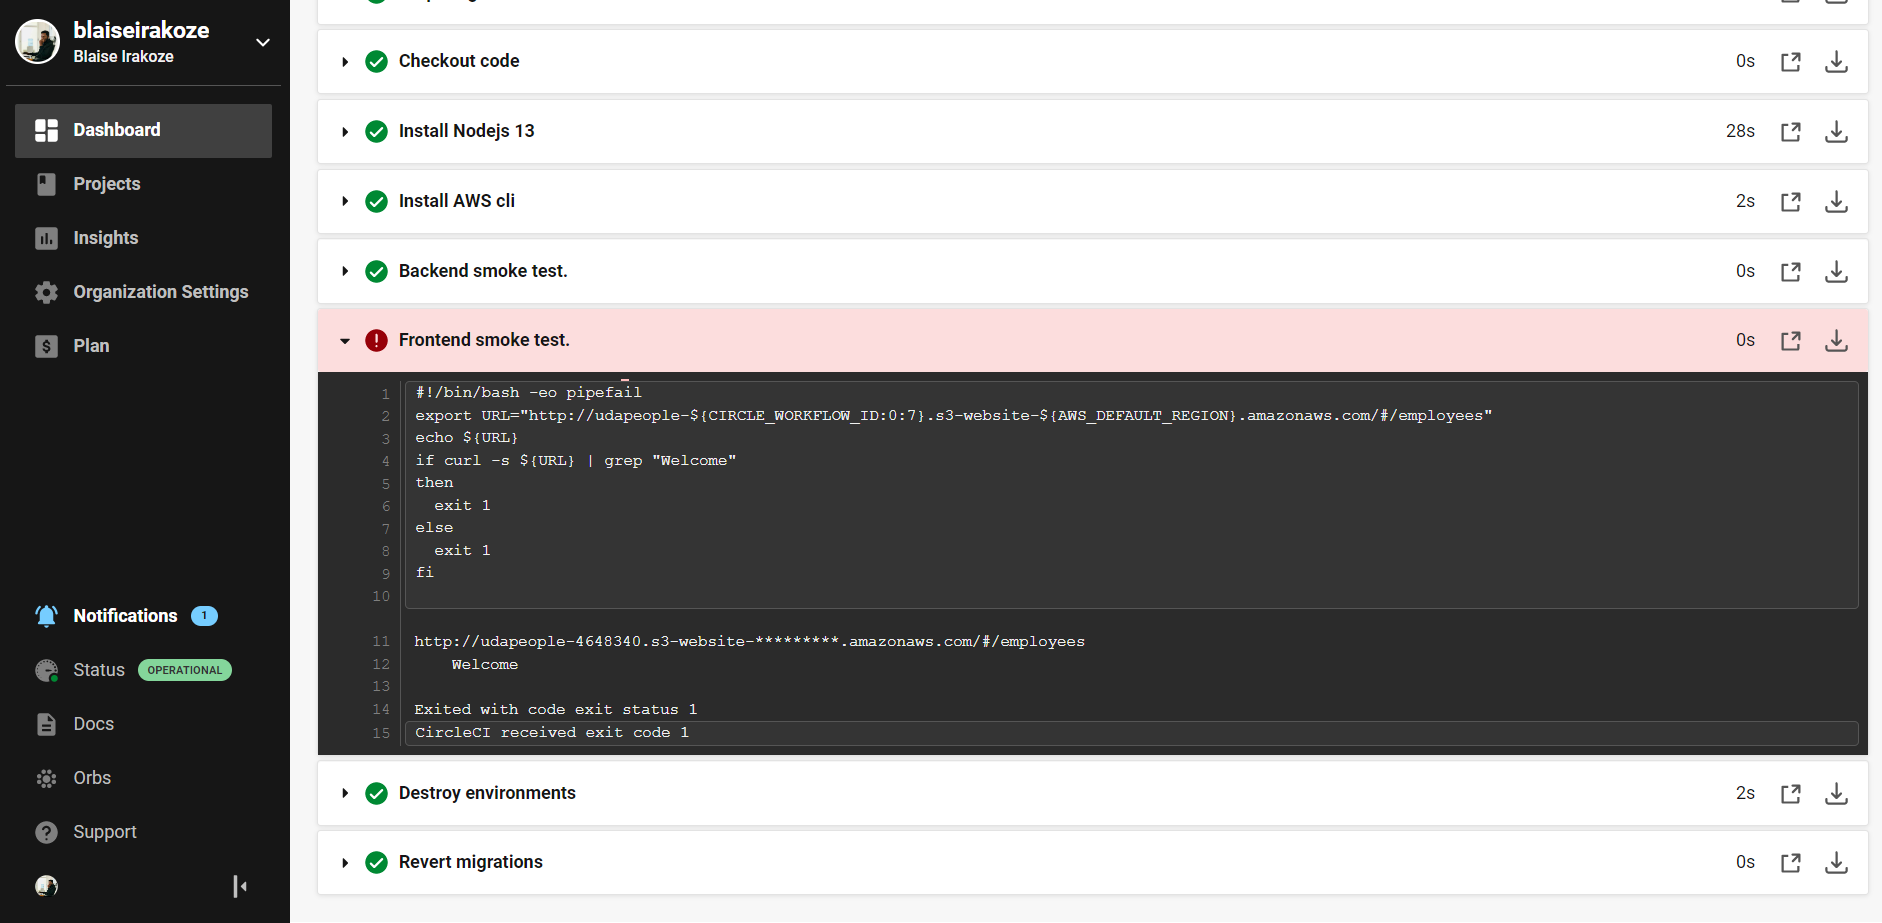 blaiseirakoze
Blaise Irakoze
Dashboard
Projects
Insights
Organization Settings
Plan
Notifications 1
Status OPERATIONAL
Docs
Orbs
Support
Checkout code 0s
Install Nodejs 13 28s
Install AWS cli 2s
Backend smoke test. 0s
Frontend smoke test. 0s
1 #!/bin/bash -eo pipefail
2 export URL="http://udapeople-${CIRCLE_WORKFLOW_ID:0:7}.s3-website-${AWS_DEFAULT_REGION}.amazonaws.com/#/employees"
3 echo ${URL}
4 if curl -s ${URL} | grep "Welcome"
5 then
6   exit 1
7 else
8   exit 1
9 fi
10
11 http://udapeople-4648340.s3-website-*********.amazonaws.com/#/employees
12     Welcome
13
14 Exited with code exit status 1
15 CircleCI received exit code 1
Destroy environments 2s
Revert migrations 0s